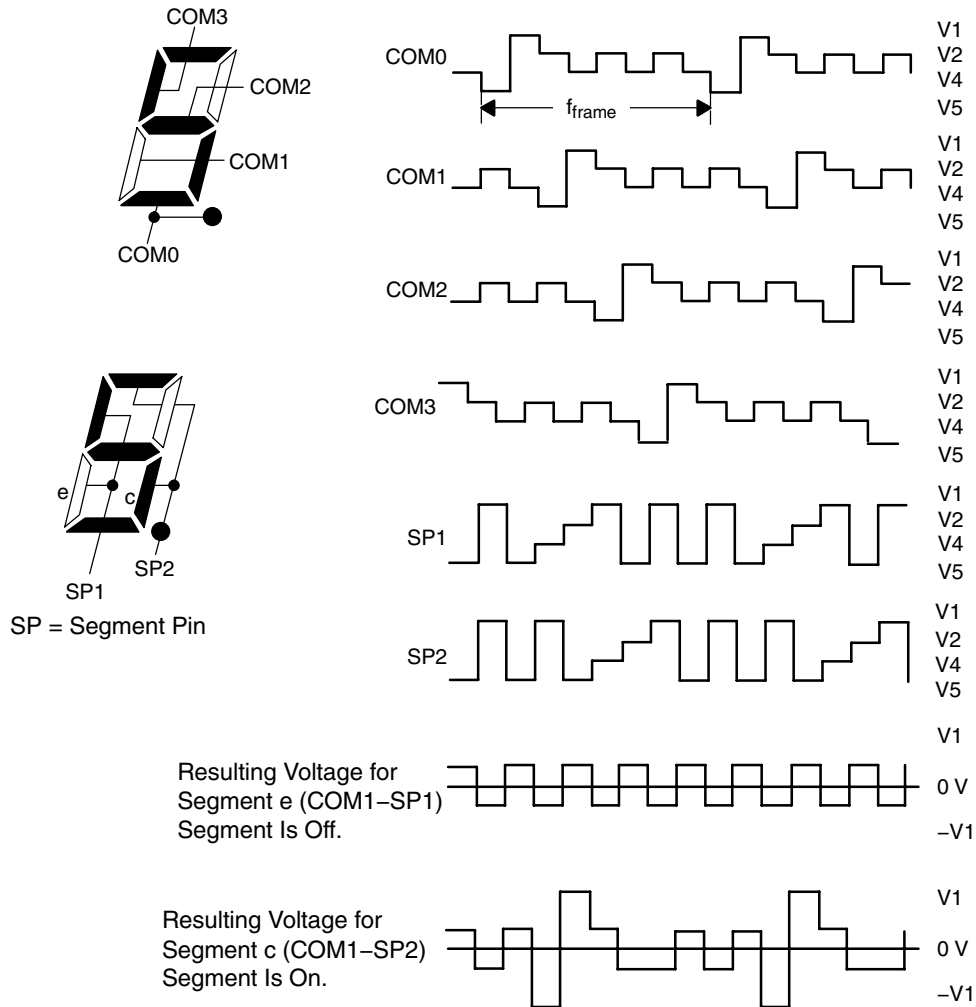 COM3
COM2
COM1
COM0
COM0
f_frame
V1
V2
V4
V5
COM1
V1
V2
V4
V5
COM2
V1
V2
V4
V5
COM3
V1
V2
V4
V5
e
c
SP1
SP2
SP = Segment Pin
SP1
V1
V2
V4
V5
SP2
V1
V2
V4
V5
Resulting Voltage for
Segment e (COM1−SP1)
Segment Is Off.
V1
0 V
−V1
Resulting Voltage for
Segment c (COM1−SP2)
Segment Is On.
V1
0 V
−V1